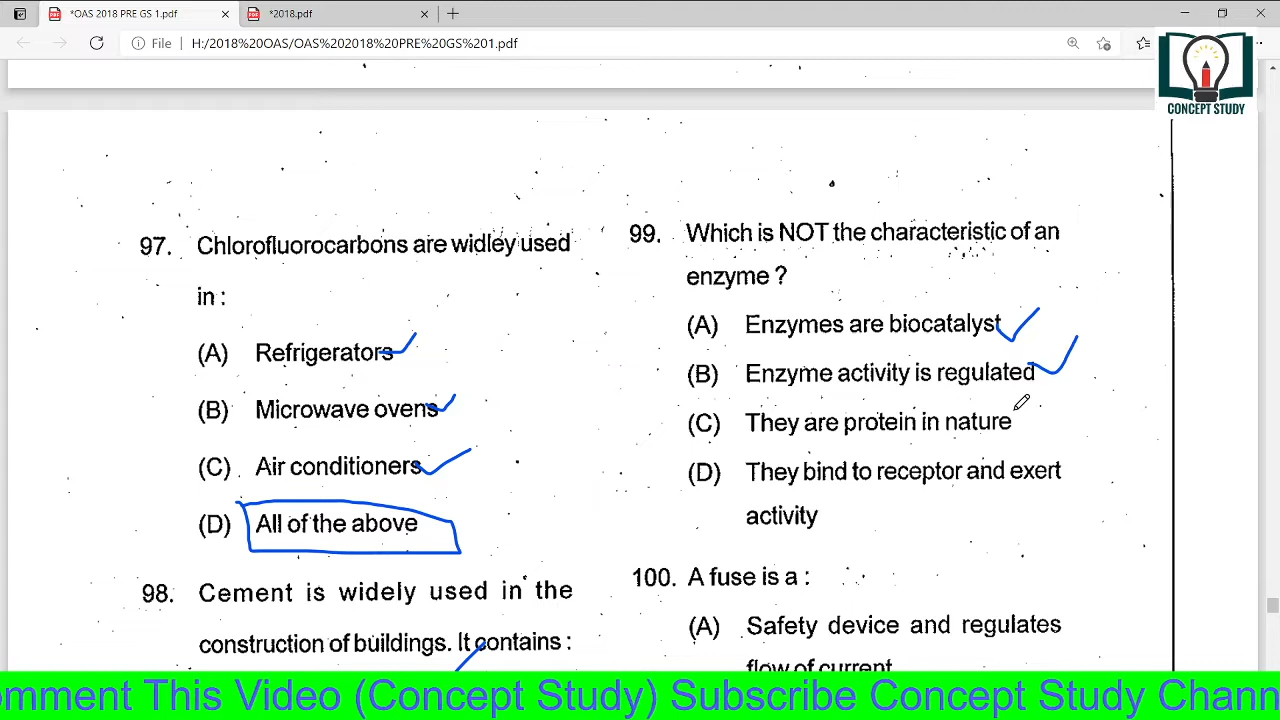 *OAS 2018 PRE GS 1.pdf
*2018.pdf
File
H:/2018%20OAS/OAS%202018%20PRE%20GS%201.pdf
CONCEPT STUDY
97. Chlorofluorocarbons are widley used
in :
(A) Refrigerators
(B) Microwave ovens
(C) Air conditioners
(D) All of the above
98. Cement is widely used in the
construction of buildings. It contains :
99. Which is NOT the characteristic of an
enzyme ?
(A) Enzymes are biocatalyst
(B) Enzyme activity is regulated
(C) They are protein in nature
(D) They bind to receptor and exert
activity
100. A fuse is a :
(A) Safety device and regulates
flow of current
omment This Video (Concept Study) Subscribe Concept Study Chann